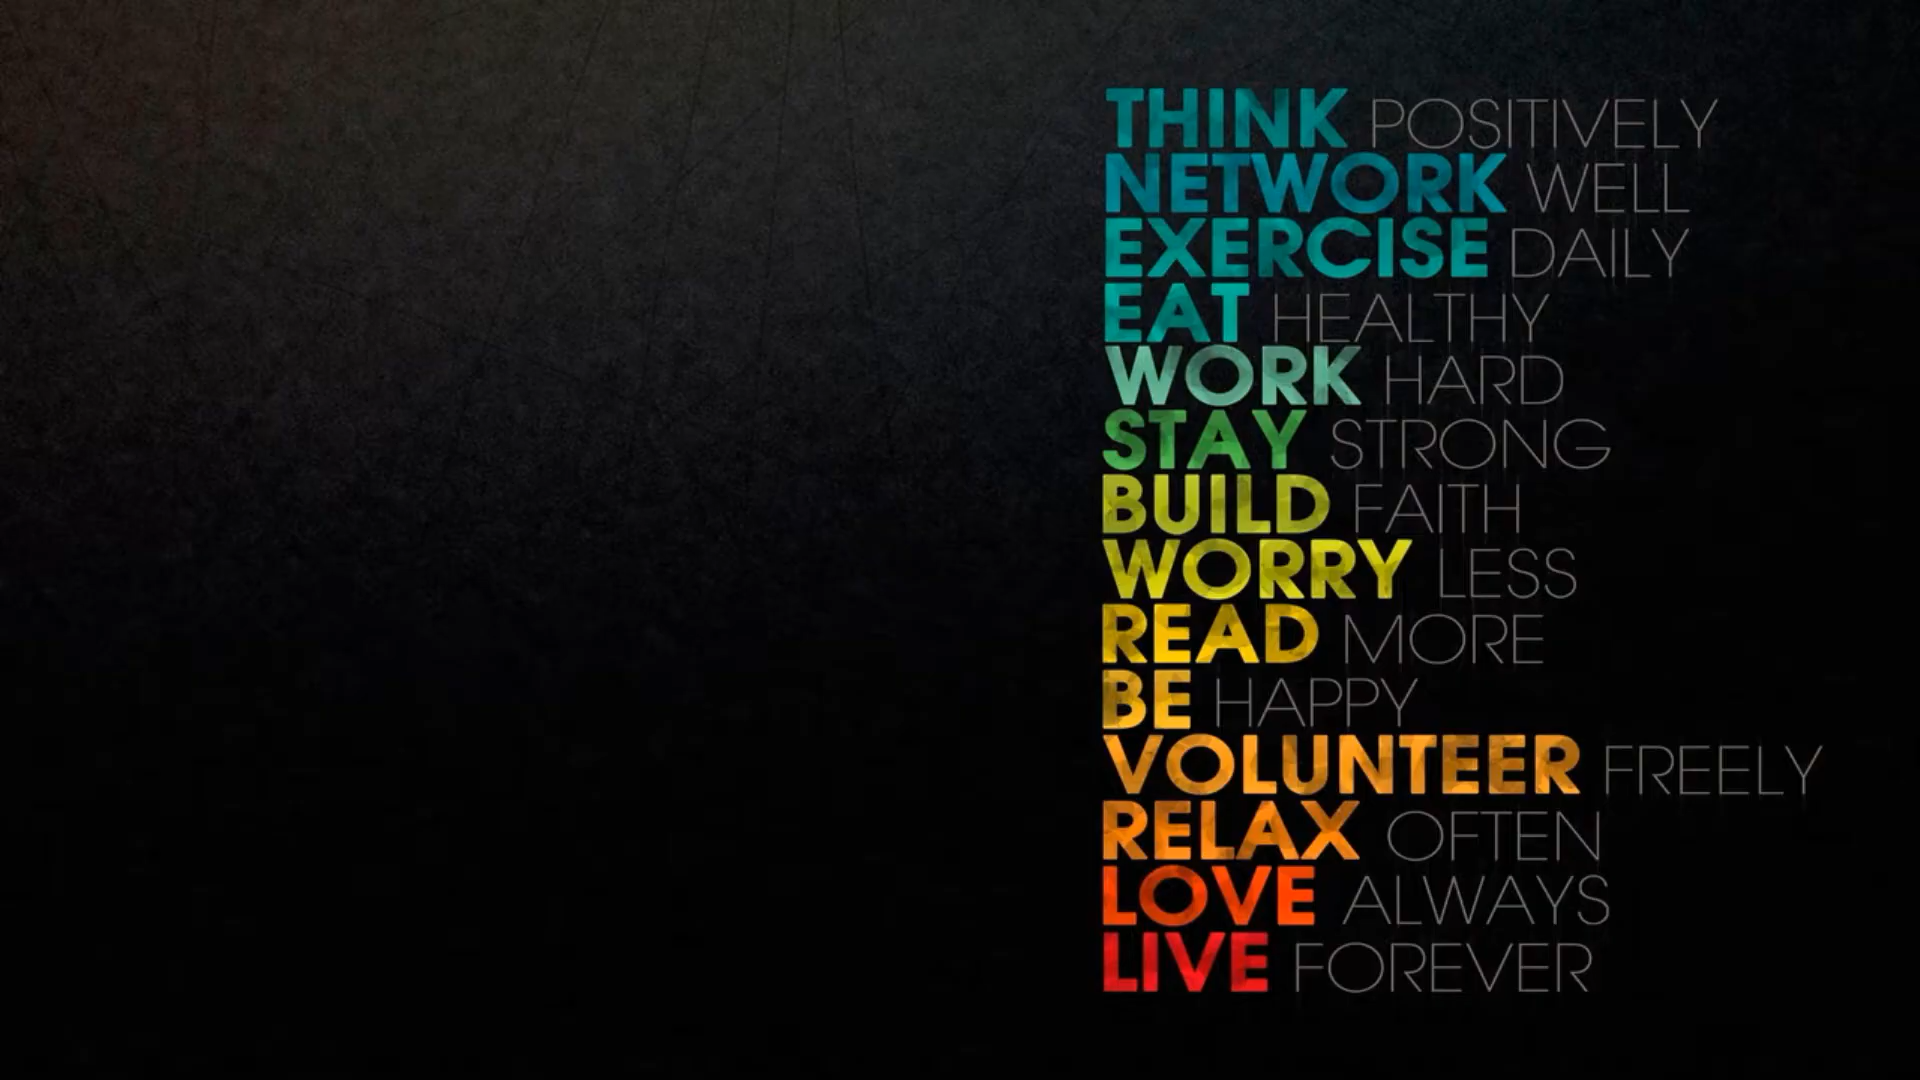 THINK POSITIVELY
NETWORK WELL
EXERCISE DAILY
EAT HEALTHY
WORK HARD
STAY STRONG
BUILD FAITH
WORRY LESS
READ MORE
BE HAPPY
VOLUNTEER FREELY
RELAX OFTEN
LOVE ALWAYS
LIVE FOREVER